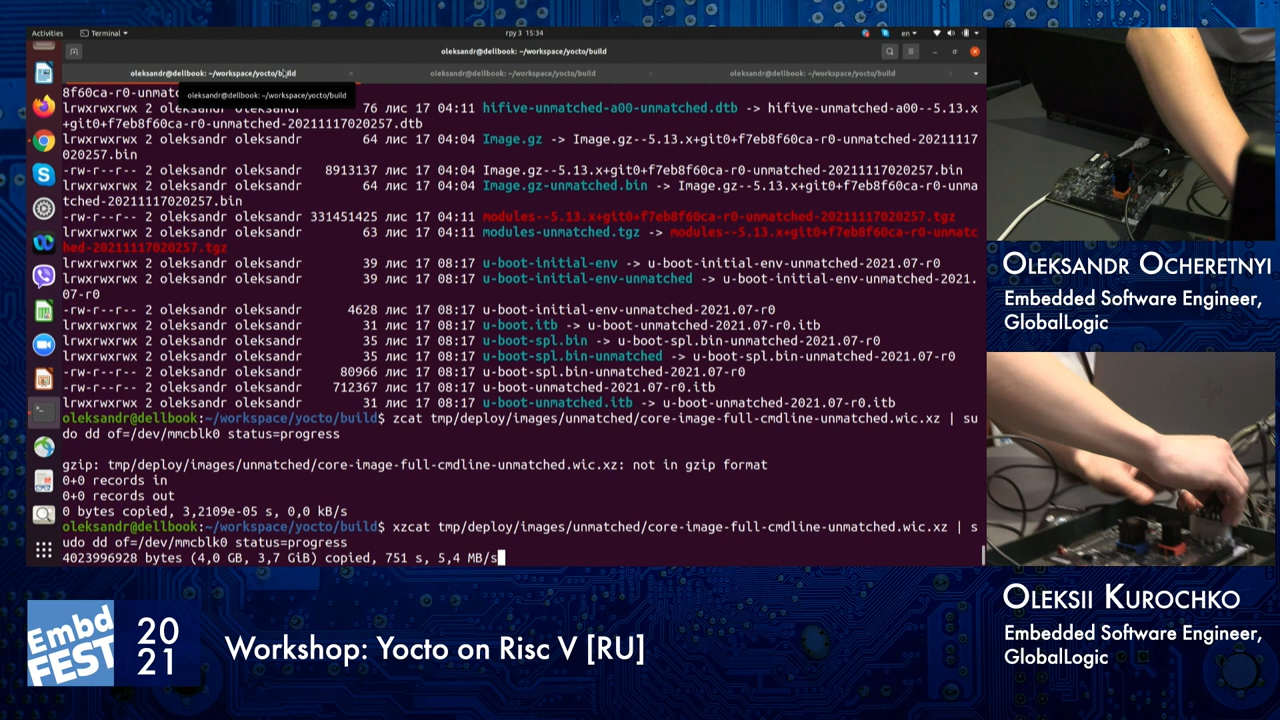 Activities
Terminal
гру 3 15:34
en
oleksandr@dellbook: ~/workspace/yocto/build
oleksandr@dellbook: ~/workspace/yocto/build
oleksandr@dellbook: ~/workspace/yocto/build
oleksandr@dellbook: ~/workspace/yocto/build
oleksandr@dellbook: ~/workspace/yocto/build
8f60ca-r0-unmatc
lrwxrwxrwx 2 oleksandr oleksandr 76 лис 17 04:11 hifive-unmatched-a00-unmatched.dtb -> hifive-unmatched-a00--5.13.x
+git0+f7eb8f60ca-r0-unmatched-20211117020257.dtb
lrwxrwxrwx 2 oleksandr oleksandr 64 лис 17 04:04 Image.gz -> Image.gz--5.13.x+git0+f7eb8f60ca-r0-unmatched-20211117
020257.bin
-rw-r--r-- 2 oleksandr oleksandr 8913137 лис 17 04:04 Image.gz--5.13.x+git0+f7eb8f60ca-r0-unmatched-20211117020257.bin
lrwxrwxrwx 2 oleksandr oleksandr 64 лис 17 04:04 Image.gz-unmatched.bin -> Image.gz--5.13.x+git0+f7eb8f60ca-r0-unma
tched-20211117020257.bin
-rw-r--r-- 2 oleksandr oleksandr 331451425 лис 17 04:11 modules--5.13.x+git0+f7eb8f60ca-r0-unmatched-20211117020257.tgz
lrwxrwxrwx 2 oleksandr oleksandr 63 лис 17 04:11 modules-unmatched.tgz -> modules--5.13.x+git0+f7eb8f60ca-r0-unmatc
hed-20211117020257.tgz
lrwxrwxrwx 2 oleksandr oleksandr 39 лис 17 08:17 u-boot-initial-env -> u-boot-initial-env-unmatched-2021.07-r0
lrwxrwxrwx 2 oleksandr oleksandr 39 лис 17 08:17 u-boot-initial-env-unmatched -> u-boot-initial-env-unmatched-2021.
07-r0
-rw-r--r-- 2 oleksandr oleksandr 4628 лис 17 08:17 u-boot-initial-env-unmatched-2021.07-r0
lrwxrwxrwx 2 oleksandr oleksandr 31 лис 17 08:17 u-boot.itb -> u-boot-unmatched-2021.07-r0.itb
lrwxrwxrwx 2 oleksandr oleksandr 35 лис 17 08:17 u-boot-spl.bin -> u-boot-spl.bin-unmatched-2021.07-r0
lrwxrwxrwx 2 oleksandr oleksandr 35 лис 17 08:17 u-boot-spl.bin-unmatched -> u-boot-spl.bin-unmatched-2021.07-r0
-rw-r--r-- 2 oleksandr oleksandr 80966 лис 17 08:17 u-boot-spl.bin-unmatched-2021.07-r0
-rw-r--r-- 2 oleksandr oleksandr 712367 лис 17 08:17 u-boot-unmatched-2021.07-r0.itb
lrwxrwxrwx 2 oleksandr oleksandr 31 лис 17 08:17 u-boot-unmatched.itb -> u-boot-unmatched-2021.07-r0.itb
oleksandr@dellbook:~/workspace/yocto/build$ zcat tmp/deploy/images/unmatched/core-image-full-cmdline-unmatched.wic.xz | su
do dd of=/dev/mmcblk0 status=progress
gzip: tmp/deploy/images/unmatched/core-image-full-cmdline-unmatched.wic.xz: not in gzip format
0+0 records in
0+0 records out
0 bytes copied, 3,2109e-05 s, 0,0 kB/s
oleksandr@dellbook:~/workspace/yocto/build$ xzcat tmp/deploy/images/unmatched/core-image-full-cmdline-unmatched.wic.xz | s
udo dd of=/dev/mmcblk0 status=progress
4023996928 bytes (4,0 GB, 3,7 GiB) copied, 751 s, 5,4 MB/s
Oleksandr Ocheretnyi
Embedded Software Engineer,
GlobalLogic
Oleksii Kurochko
Embedded Software Engineer,
GlobalLogic
Embd
FEST
20
21
Workshop: Yocto on Risc V [RU]